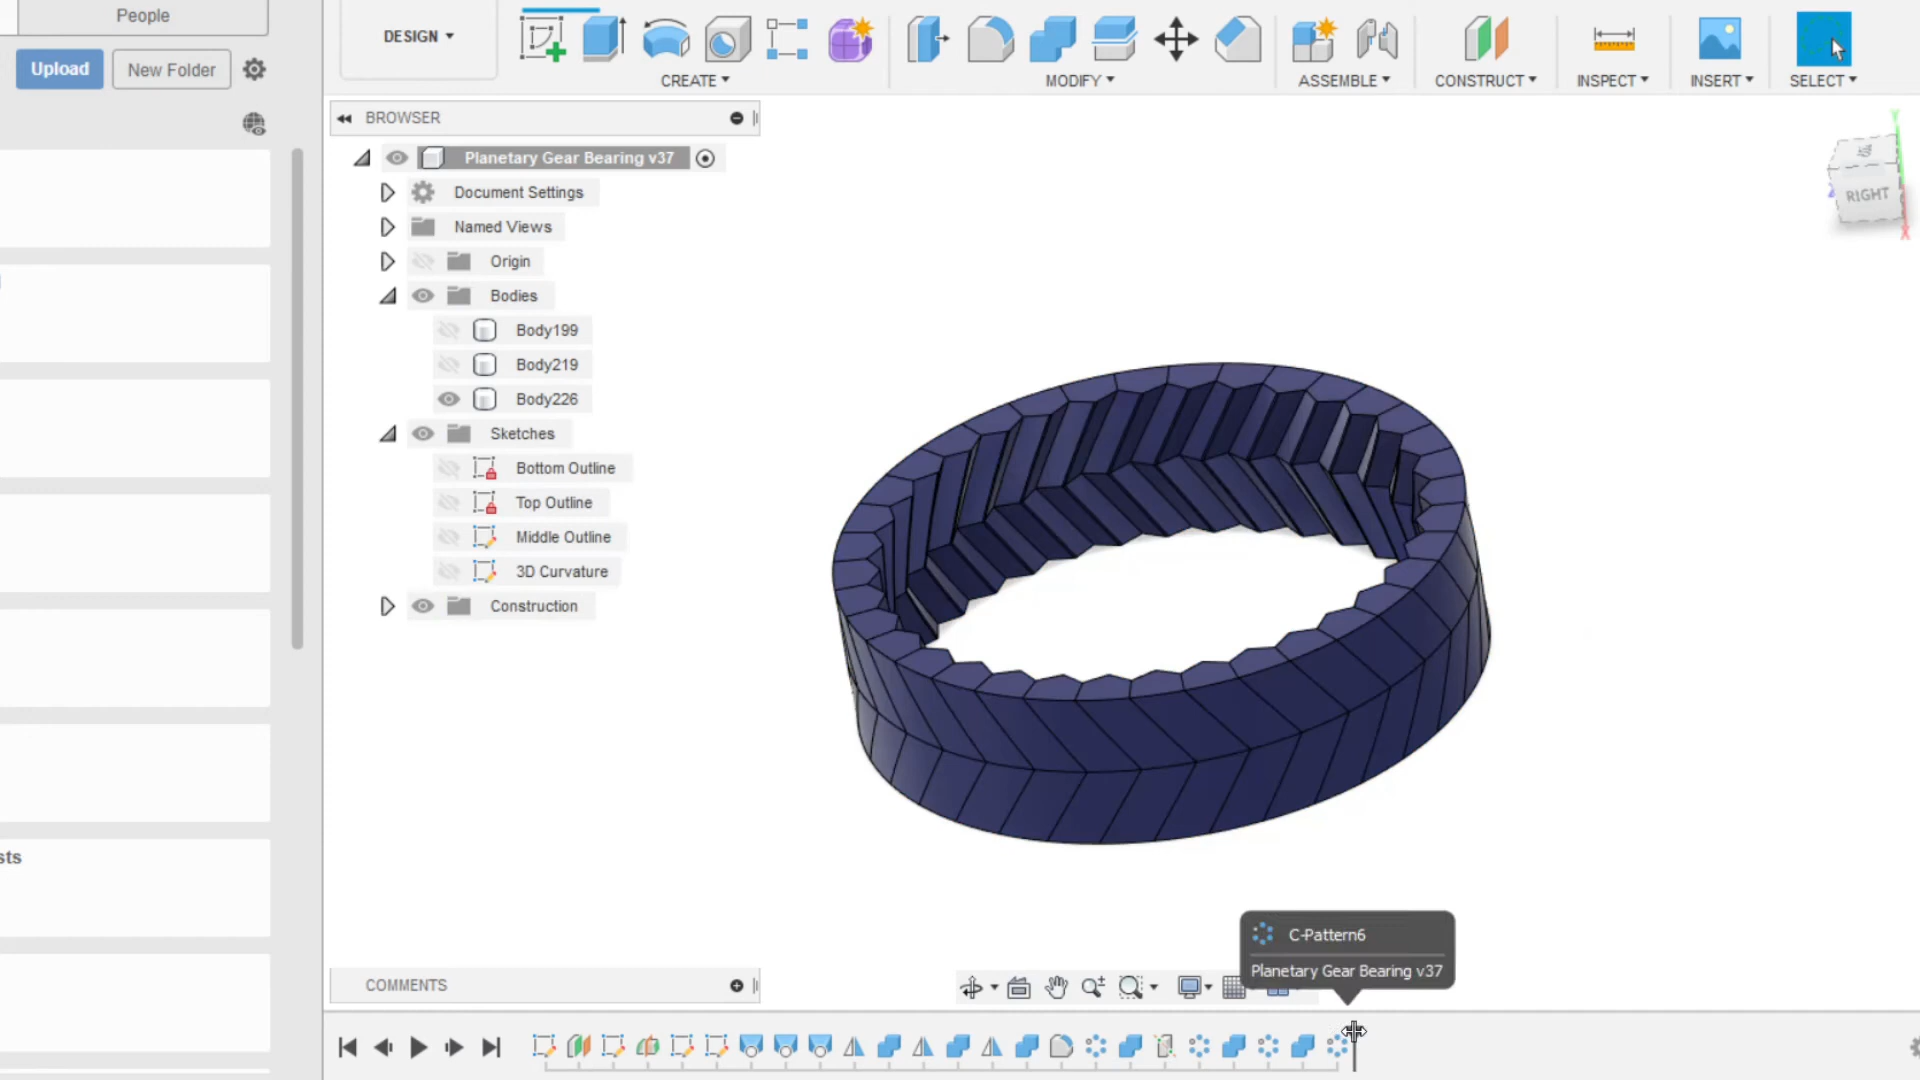 People
Upload
New Folder
sts
DESIGN
CREATE
MODIFY
ASSEMBLE
CONSTRUCT
INSPECT
INSERT
SELECT
BROWSER
Planetary Gear Bearing v37
Document Settings
Named Views
Origin
Bodies
Body199
Body219
Body226
Sketches
Bottom Outline
Top Outline
Middle Outline
3D Curvature
Construction
RIGHT
X
C-Pattern6
Planetary Gear Bearing v37
COMMENTS